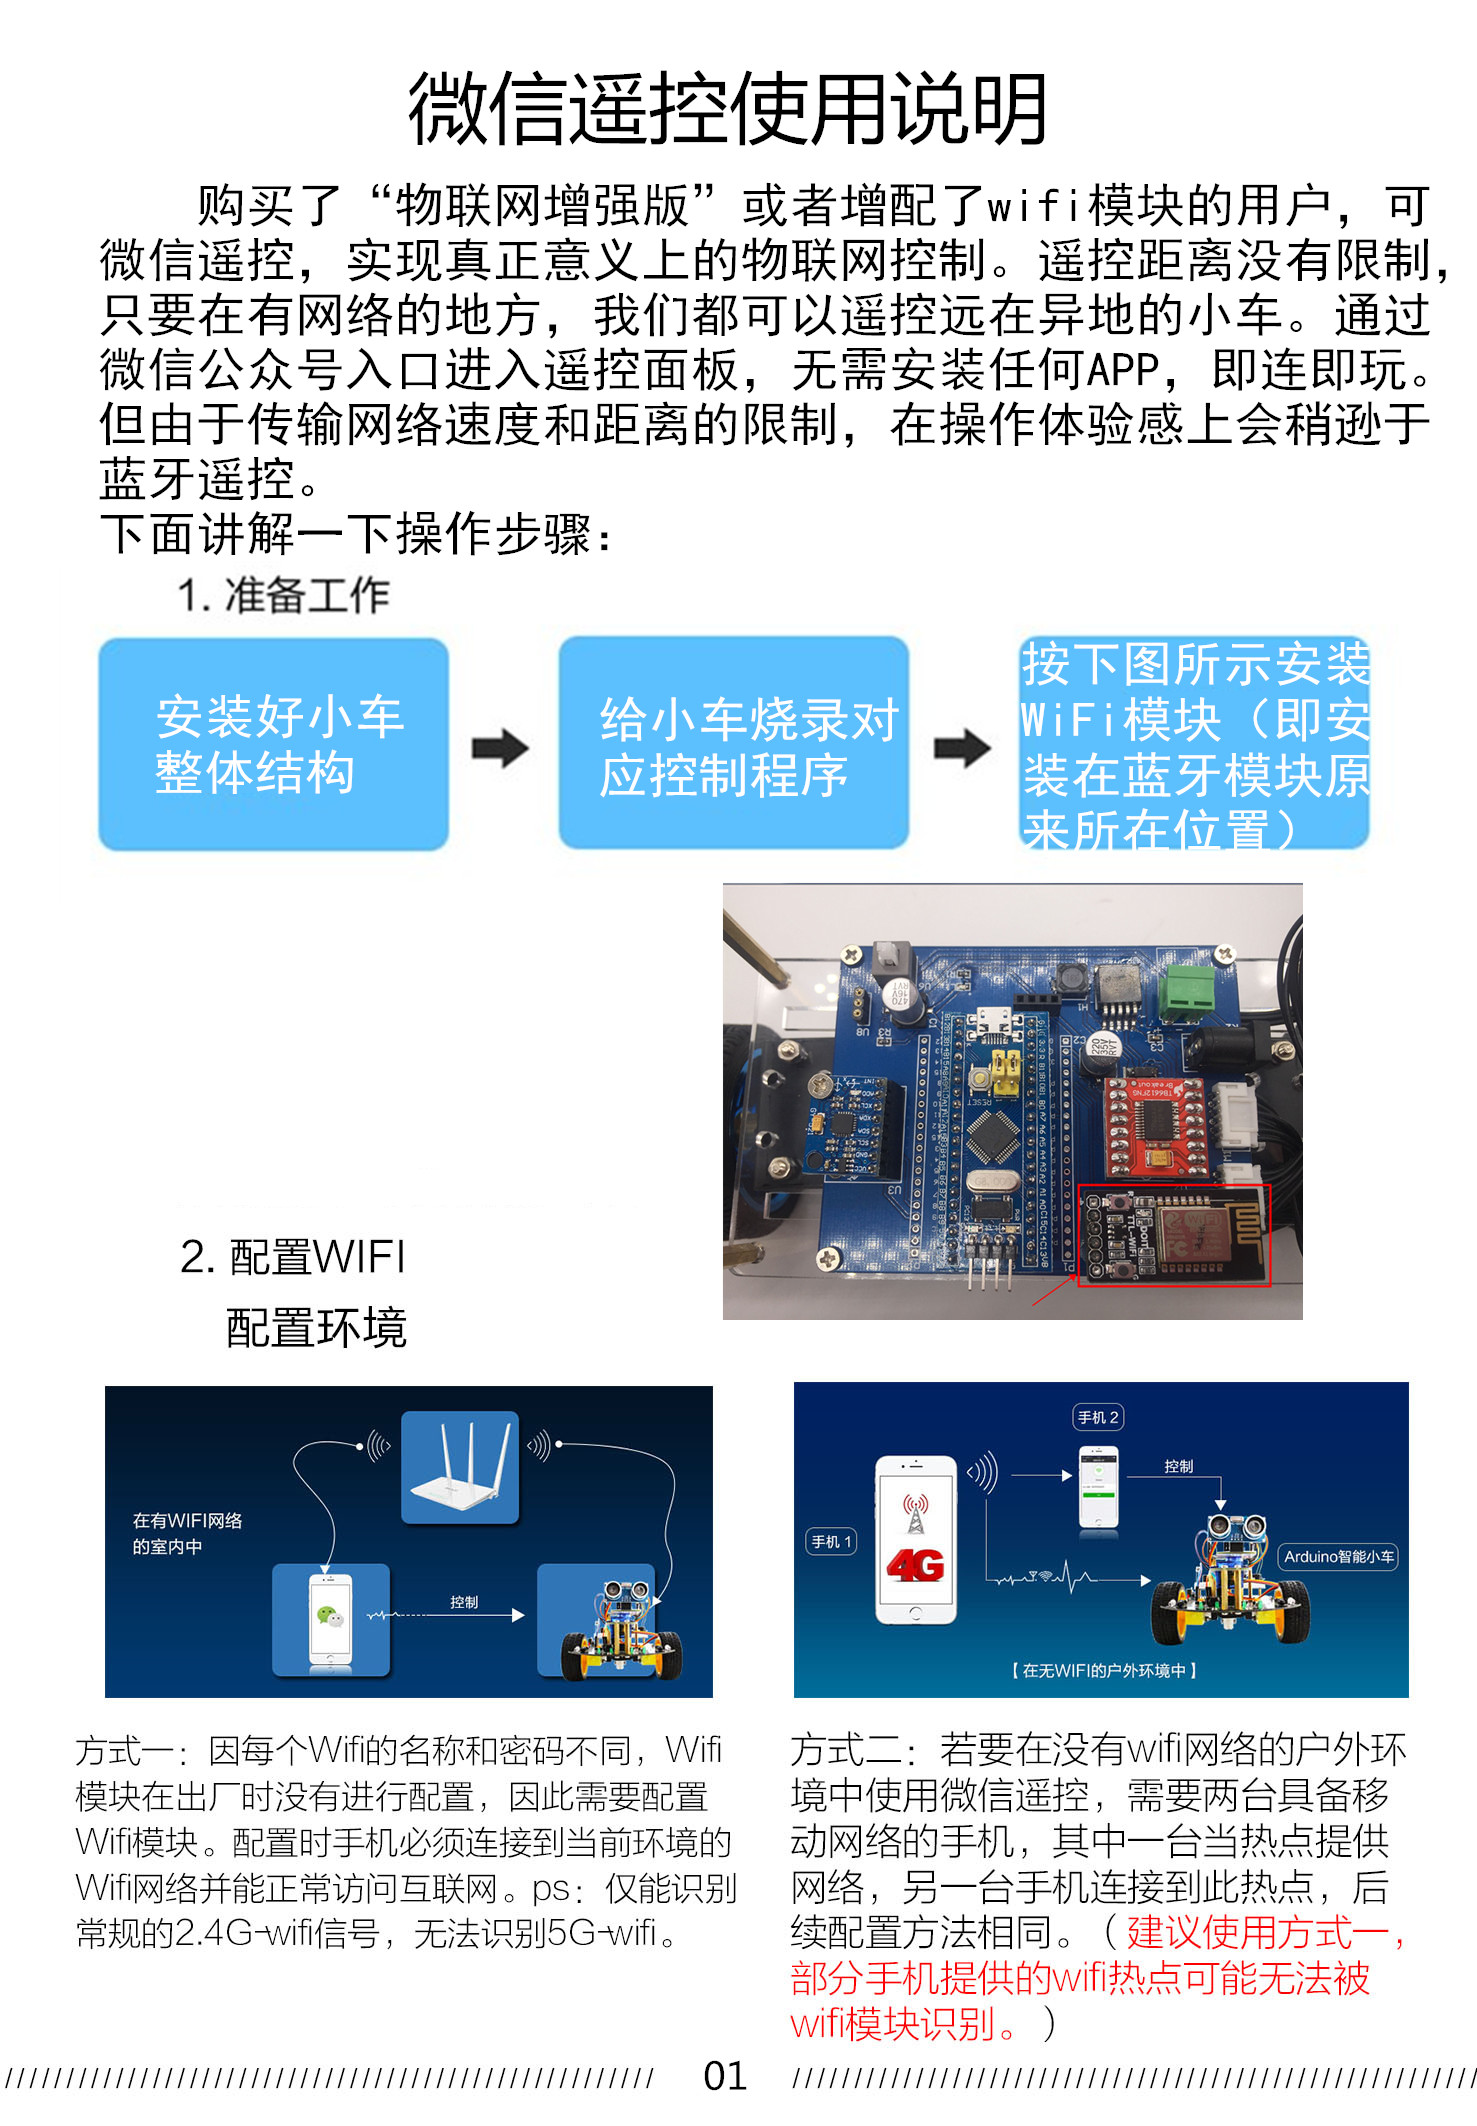 微信遥控使用说明
购买了“物联网增强版”或者增配了wifi模块的用户，可
微信遥控，实现真正意义上的物联网控制。遥控距离没有限制，
只要在有网络的地方，我们都可以遥控远在异地的小车。通过
微信公众号入口进入遥控面板，无需安装任何APP，即连即玩。
但由于传输网络速度和距离的限制，在操作体验感上会稍逊于
蓝牙遥控。
下面讲解一下操作步骤：
1. 准备工作
安装好小车
整体结构
给小车烧录对
应控制程序
按下图所示安装
WiFi模块（即安
装在蓝牙模块原
来所在位置）
RESET
TB6612FNG
Breakout
TTL-WiFi
DOIT
WiFi
2. 配置WIFI
配置环境
在有WIFI网络
的室内中
控制
手机 2
控制
手机 1
4G
Arduino智能小车
【 在无WIFI的户外环境中 】
方式一：因每个Wifi的名称和密码不同，Wifi
模块在出厂时没有进行配置，因此需要配置
Wifi模块。配置时手机必须连接到当前环境的
Wifi网络并能正常访问互联网。ps：仅能识别
常规的2.4G-wifi信号，无法识别5G-wifi。
方式二：若要在没有wifi网络的户外环
境中使用微信遥控，需要两台具备移
动网络的手机，其中一台当热点提供
网络，另一台手机连接到此热点，后
续配置方法相同。（建议使用方式一，
部分手机提供的wifi热点可能无法被
wifi模块识别。）
01